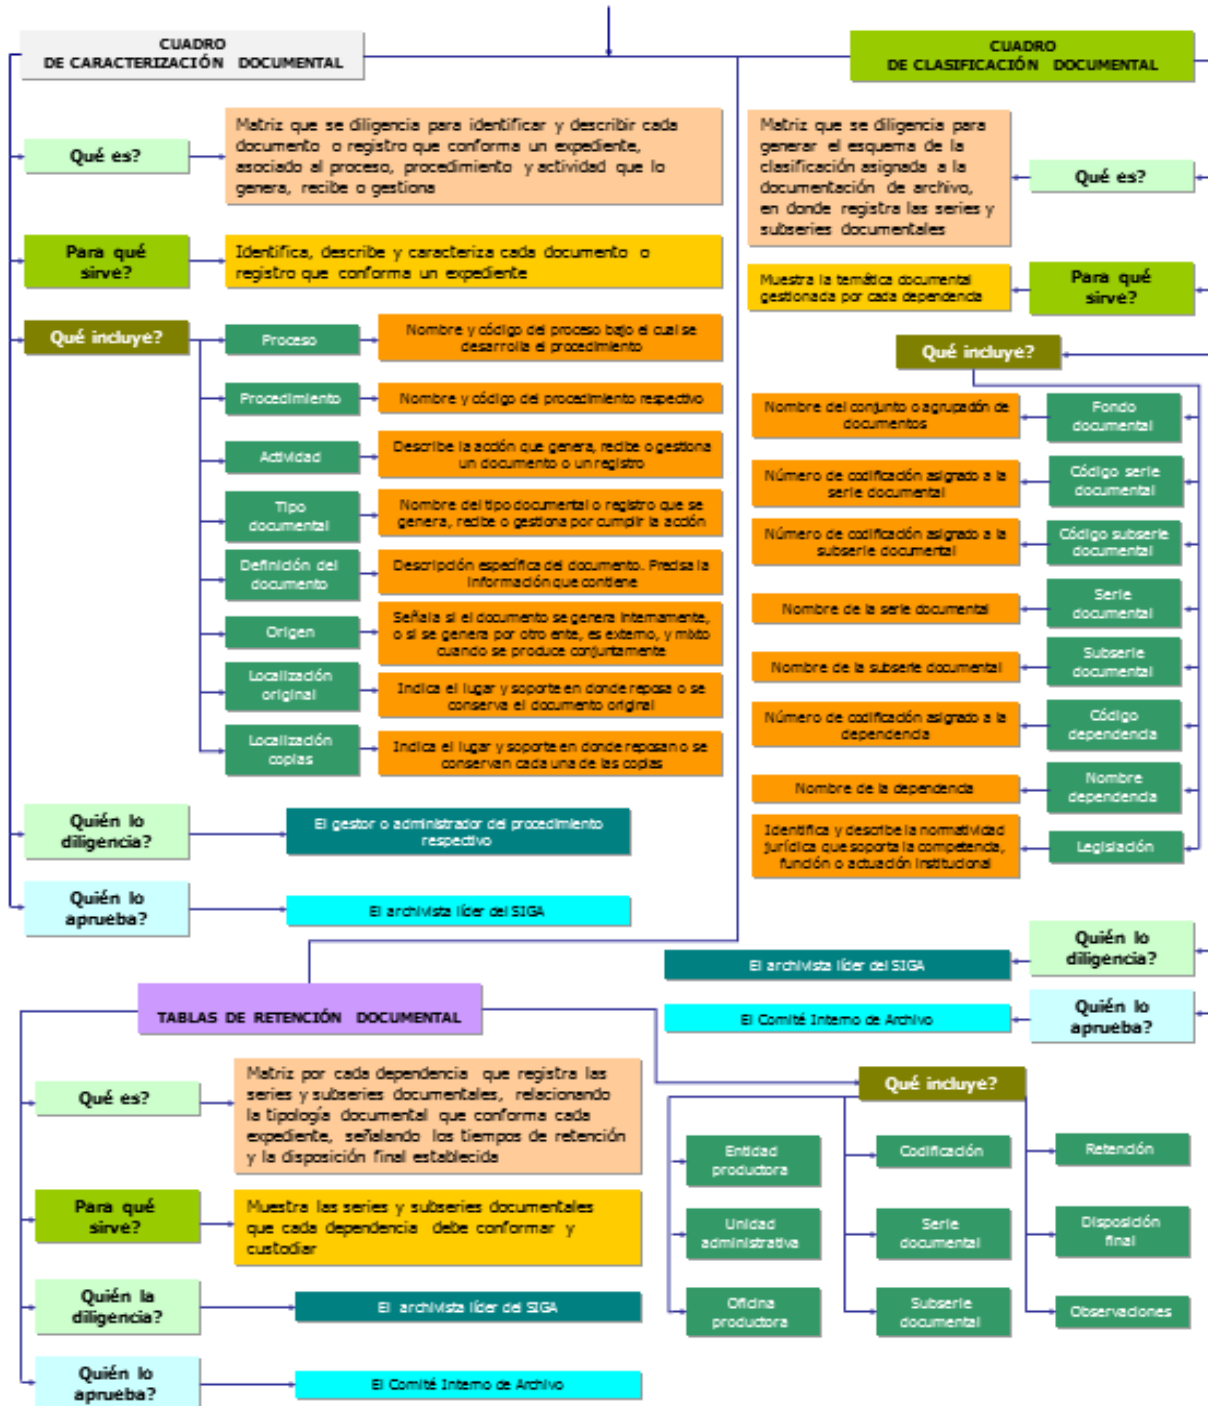 CUADRO
DE CARACTERIZACIÓN DOCUMENTAL
Qué es?
Matriz que se diligencia para identificar y describir cada
documento o registro que conforma un expediente,
asociado al proceso, procedimiento y actividad que lo
genera, recibe o gestiona
Para qué
sirve?
Identifica, describe y caracteriza cada documento o
registro que conforma un expediente
Qué incluye?
Proceso
Nombre y código del proceso bajo el cual se
desarrolla el procedimiento
Procedimiento
Nombre y código del procedimiento respectivo
Actividad
Describe la acción que genera, recibe o gestiona
un documento o un registro
Tipo
documental
Nombre del tipo documental o registro que se
genera, recibe o gestiona por cumplir la acción
Definición del
documento
Descripción específica del documento. Precisa la
información que contiene
Origen
Señala si el documento se genera internamente,
o si se genera por otro ente, es externo, y mixto
cuando se produce conjuntamente
Localización
original
Indica el lugar y soporte en donde reposa o se
conserva el documento original
Localización
copias
Indica el lugar y soporte en donde reposan o se
conservan cada una de las copias
Quién lo
diligencia?
El gestor o administrador del procedimiento
respectivo
Quién lo
aprueba?
El archivista líder del SIGA
CUADRO
DE CLASIFICACIÓN DOCUMENTAL
Matriz que se diligencia para
generar el esquema de la
clasificación asignada a la
documentación de archivo,
en donde registra las series y
subseries documentales
Qué es?
Muestra la temática documental
gestionada por cada dependencia
Para qué
sirve?
Qué incluye?
Nombre del conjunto o agrupación de
documentos
Fondo
documental
Número de codificación asignado a la
serie documental
Código serie
documental
Número de codificación asignado a la
subserie documental
Código subserie
documental
Nombre de la serie documental
Serie
documental
Nombre de la subserie documental
Subserie
documental
Número de codificación asignado a la
dependencia
Código
dependencia
Nombre de la dependencia
Nombre
dependencia
Identifica y describe la normatividad
jurídica que soporta la competencia,
función o actuación institucional
Legislación
El archivista líder del SIGA
Quién lo
diligencia?
El Comité Interno de Archivo
Quién lo
aprueba?
TABLAS DE RETENCIÓN DOCUMENTAL
Qué es?
Matriz por cada dependencia que registra las
series y subseries documentales, relacionando
la tipología documental que conforma cada
expediente, señalando los tiempos de retención
y la disposición final establecida
Para qué
sirve?
Muestra las series y subseries documentales
que cada dependencia debe conformar y
custodiar
Quién la
diligencia?
El archivista líder del SIGA
Quién lo
aprueba?
El Comité Interno de Archivo
Qué incluye?
Entidad
productora
Codificación
Retención
Unidad
administrativa
Serie
documental
Disposición
final
Oficina
productora
Subserie
documental
Observaciones